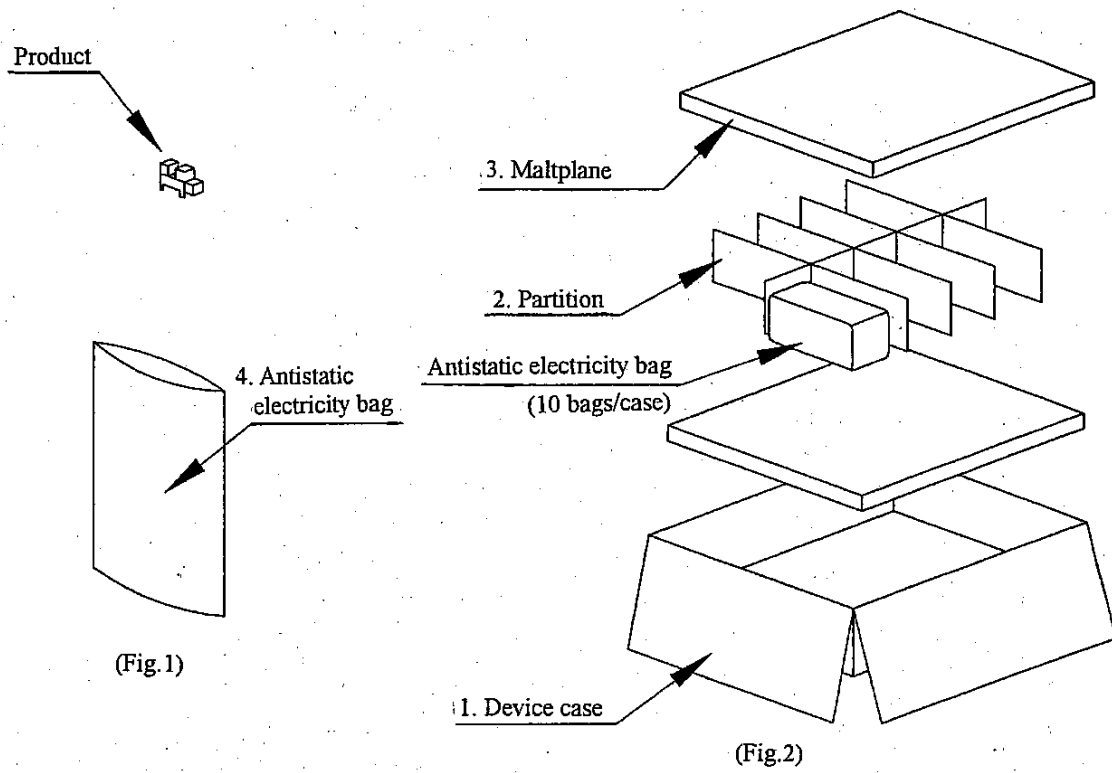 Product
3. Maltplane
2. Partition
4. Antistatic
electricity bag
Antistatic electricity bag
(10 bags/case)
(Fig.1)
1. Device case
(Fig.2)